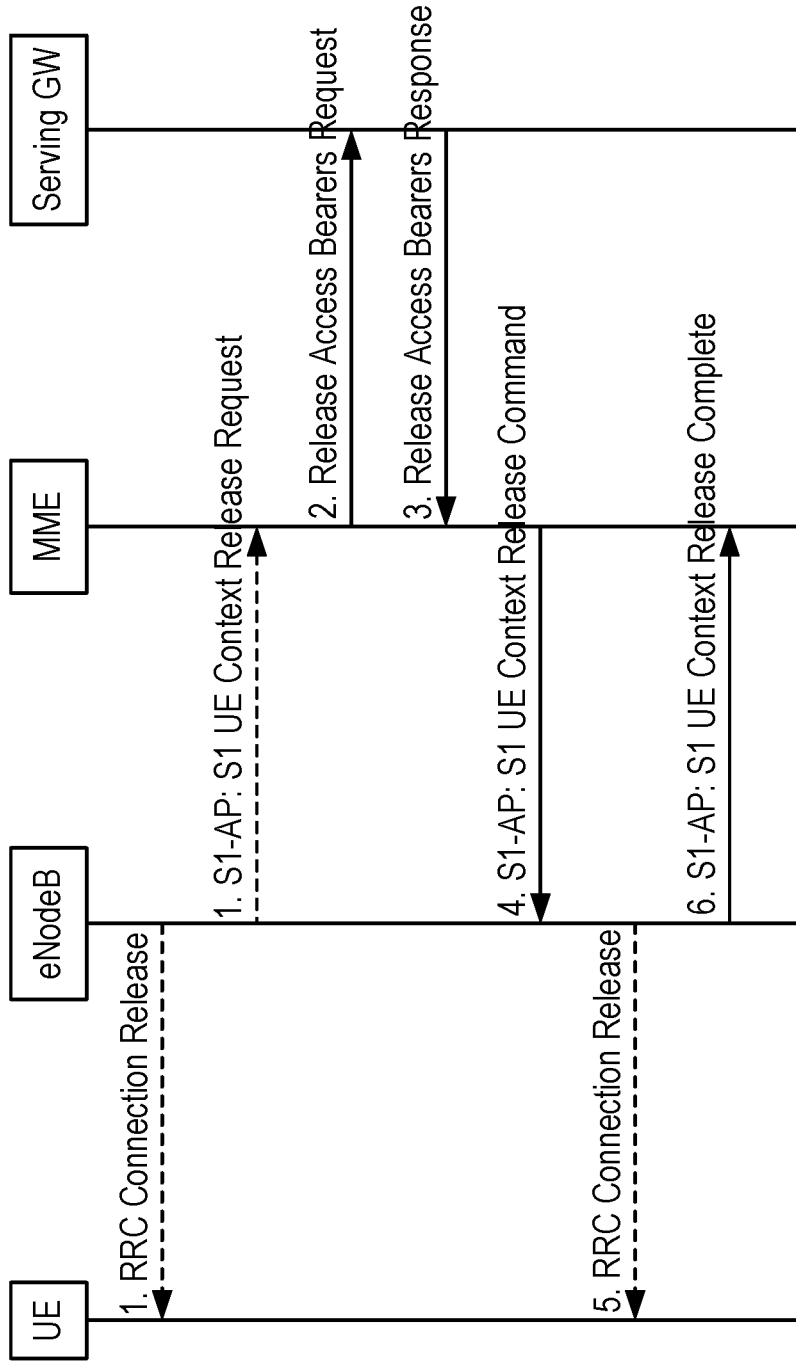 UE
eNodeB
MME
Serving GW
1. RRC Connection Release
1. S1-AP: S1 UE Context Release Request
2. Release Access Bearers Request
3. Release Access Bearers Response
4. S1-AP: S1 UE Context Release Command
5. RRC Connection Release
6. S1-AP: S1 UE Context Release Complete